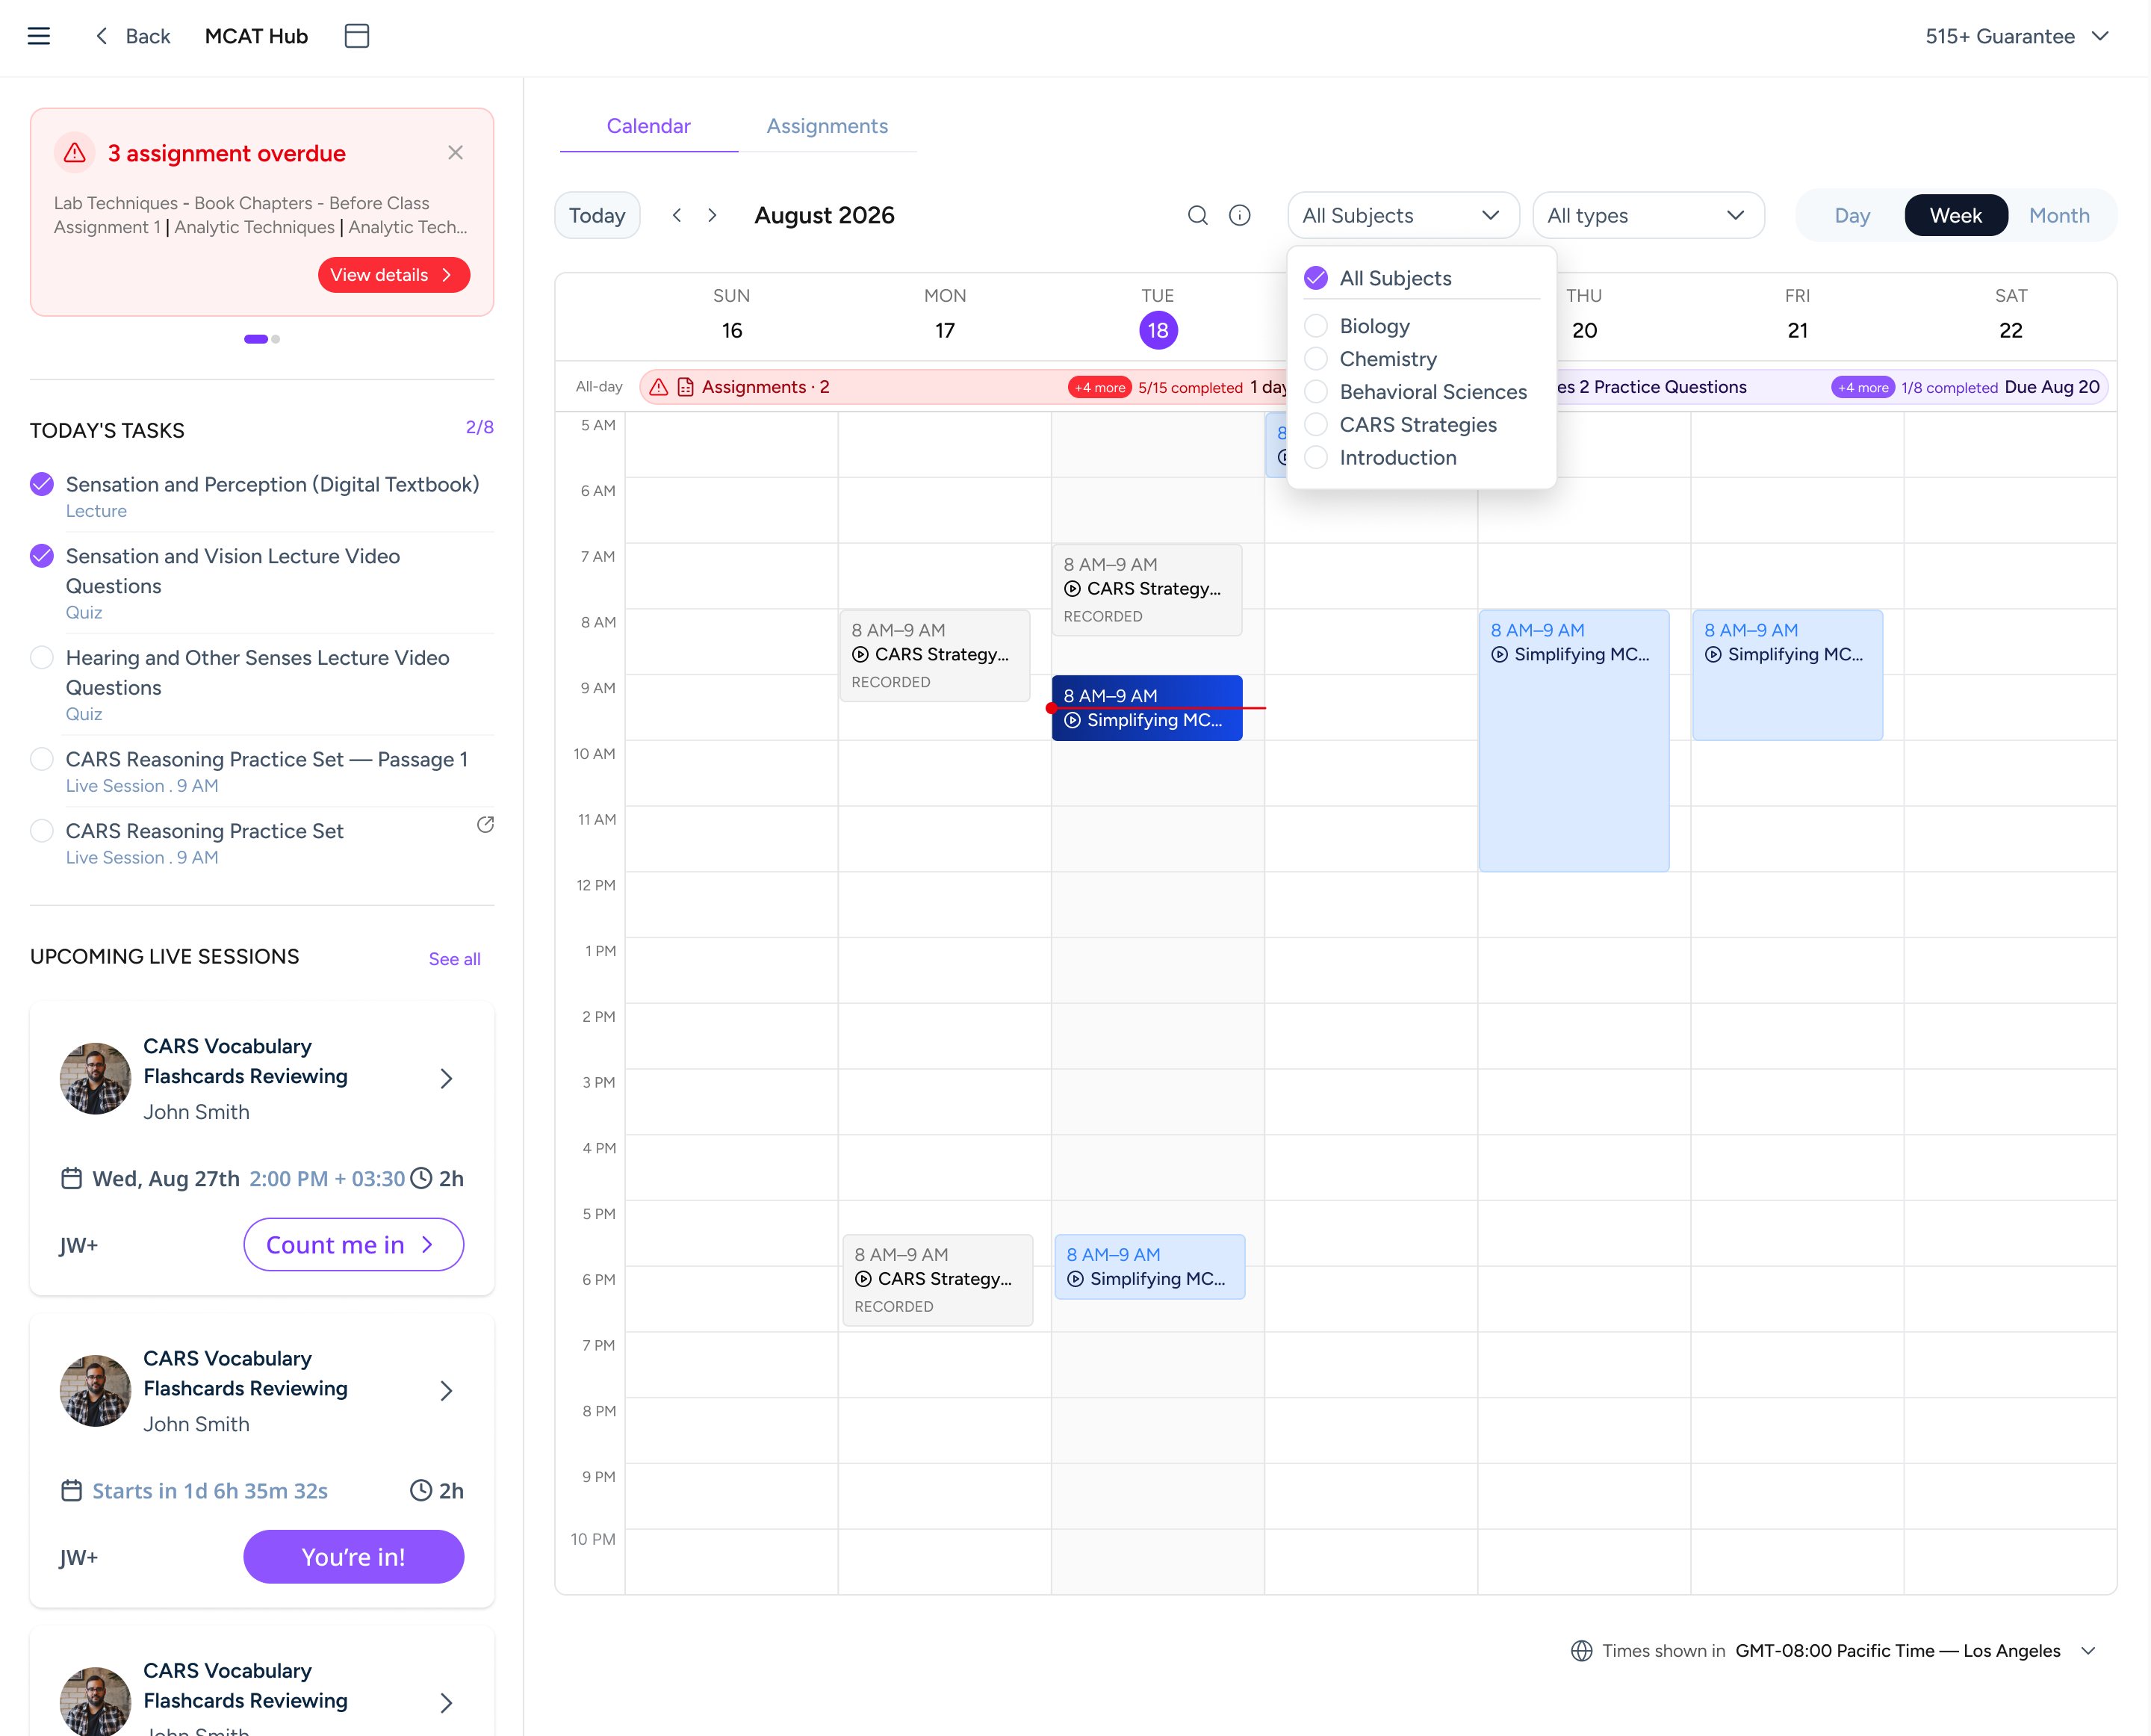 Back
MCAT Hub
515+ Guarantee
3 assignment overdue
Lab Techniques - Book Chapters - Before Class
Assignment 1 | Analytic Techniques | Analytic Tech...
View details
TODAY'S TASKS
2/8
Sensation and Perception (Digital Textbook)
Lecture
Sensation and Vision Lecture Video
Questions
Quiz
Hearing and Other Senses Lecture Video
Questions
Quiz
CARS Reasoning Practice Set — Passage 1
Live Session . 9 AM
CARS Reasoning Practice Set
Live Session . 9 AM
UPCOMING LIVE SESSIONS
See all
CARS Vocabulary
Flashcards Reviewing
John Smith
Wed, Aug 27th 2:00 PM + 03:30 2h
JW+
Count me in
CARS Vocabulary
Flashcards Reviewing
John Smith
Starts in 1d 6h 35m 32s 2h
JW+
You're in!
CARS Vocabulary
Flashcards Reviewing
John Smith
Calendar
Assignments
Today
August 2026
All Subjects
All types
Day
Week
Month
All Subjects
Biology
Chemistry
Behavioral Sciences
CARS Strategies
Introduction
SUN
16
MON
17
TUE
18
THU
20
FRI
21
SAT
22
All-day
Assignments · 2
+4 more
5/15 completed
1 day
es 2 Practice Questions
+4 more
1/8 completed
Due Aug 20
5 AM
8
6 AM
7 AM
8 AM–9 AM
CARS Strategy...
RECORDED
8 AM
8 AM–9 AM
CARS Strategy...
RECORDED
8 AM–9 AM
Simplifying MC...
8 AM–9 AM
Simplifying MC...
9 AM
8 AM–9 AM
Simplifying MC...
10 AM
11 AM
12 PM
1 PM
2 PM
3 PM
4 PM
5 PM
8 AM–9 AM
CARS Strategy...
RECORDED
8 AM–9 AM
Simplifying MC...
6 PM
7 PM
8 PM
9 PM
10 PM
Times shown in GMT-08:00 Pacific Time — Los Angeles